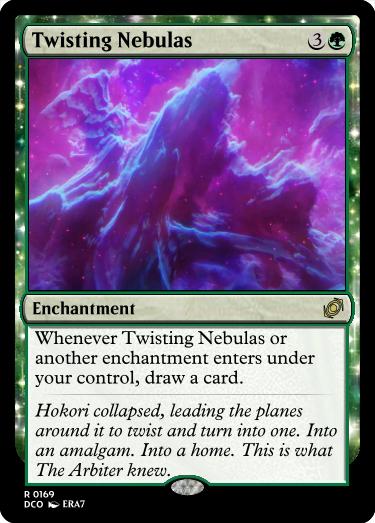 Twisting Nebulas 3
Enchantment
Whenever Twisting Nebulas or
another enchantment enters under
your control, draw a card.
Hokori collapsed, leading the planes
around it to twist and turn into one. Into
an amalgam. Into a home. This is what
The Arbiter knew.
R 0169
DCO ERA7